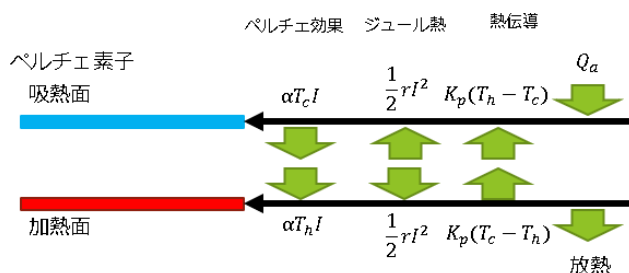 ペルチェ効果 ジュール熱 熱伝導
ペルチェ素子
吸熱面
αT_cI
\frac{1}{2}rI^2
K_p(T_h − T_c)
Q_a
加熱面
αT_hI
\frac{1}{2}rI^2
K_p(T_c − T_h)
放熱